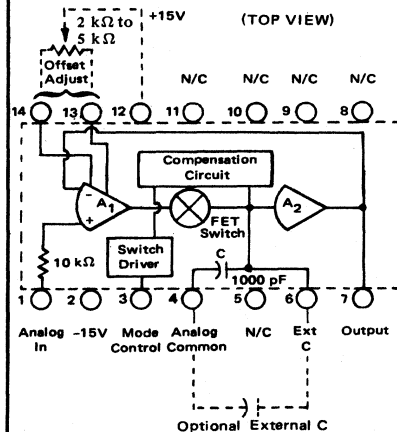 2 kΩ to
5 kΩ
+15V
(TOP VIEW)
Offset
Adjust
N/C
N/C
N/C
N/C
14
13
12
11
10
9
8
Compensation
Circuit
-
A1
+
FET
Switch
A2
Switch
Driver
10 kΩ
C
1000 pF
1
2
3
4
5
6
7
Analog
In
-15V
Mode
Control
Analog
Common
N/C
Ext
C
Output
Optional External C